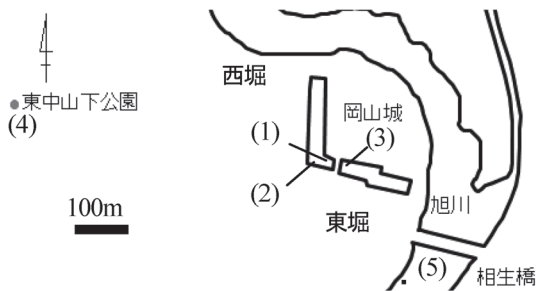 西堀
東中山下公園
(4)
岡山城
(1)
(3)
(2)
100m
東堀
旭川
(5)
相生橋